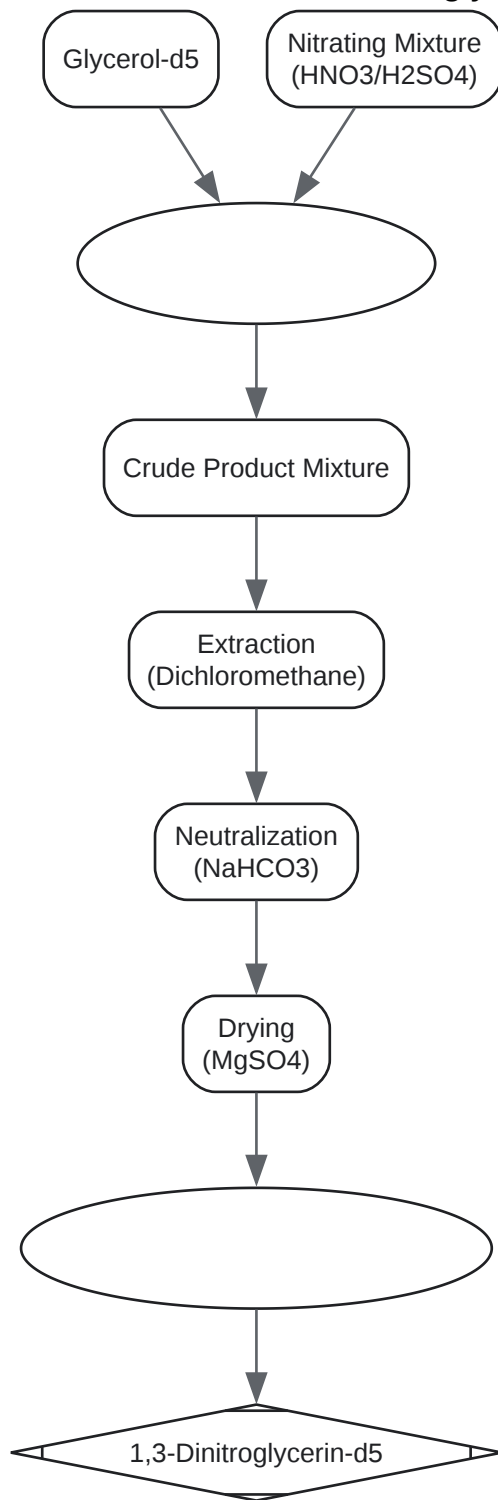 Glycerol-d5
Nitrating Mixture
(HNO3/H2SO4)
Crude Product Mixture
Extraction
(Dichloromethane)
Neutralization
(NaHCO3)
Drying
(MgSO4)
1,3-Dinitroglycerin-d5